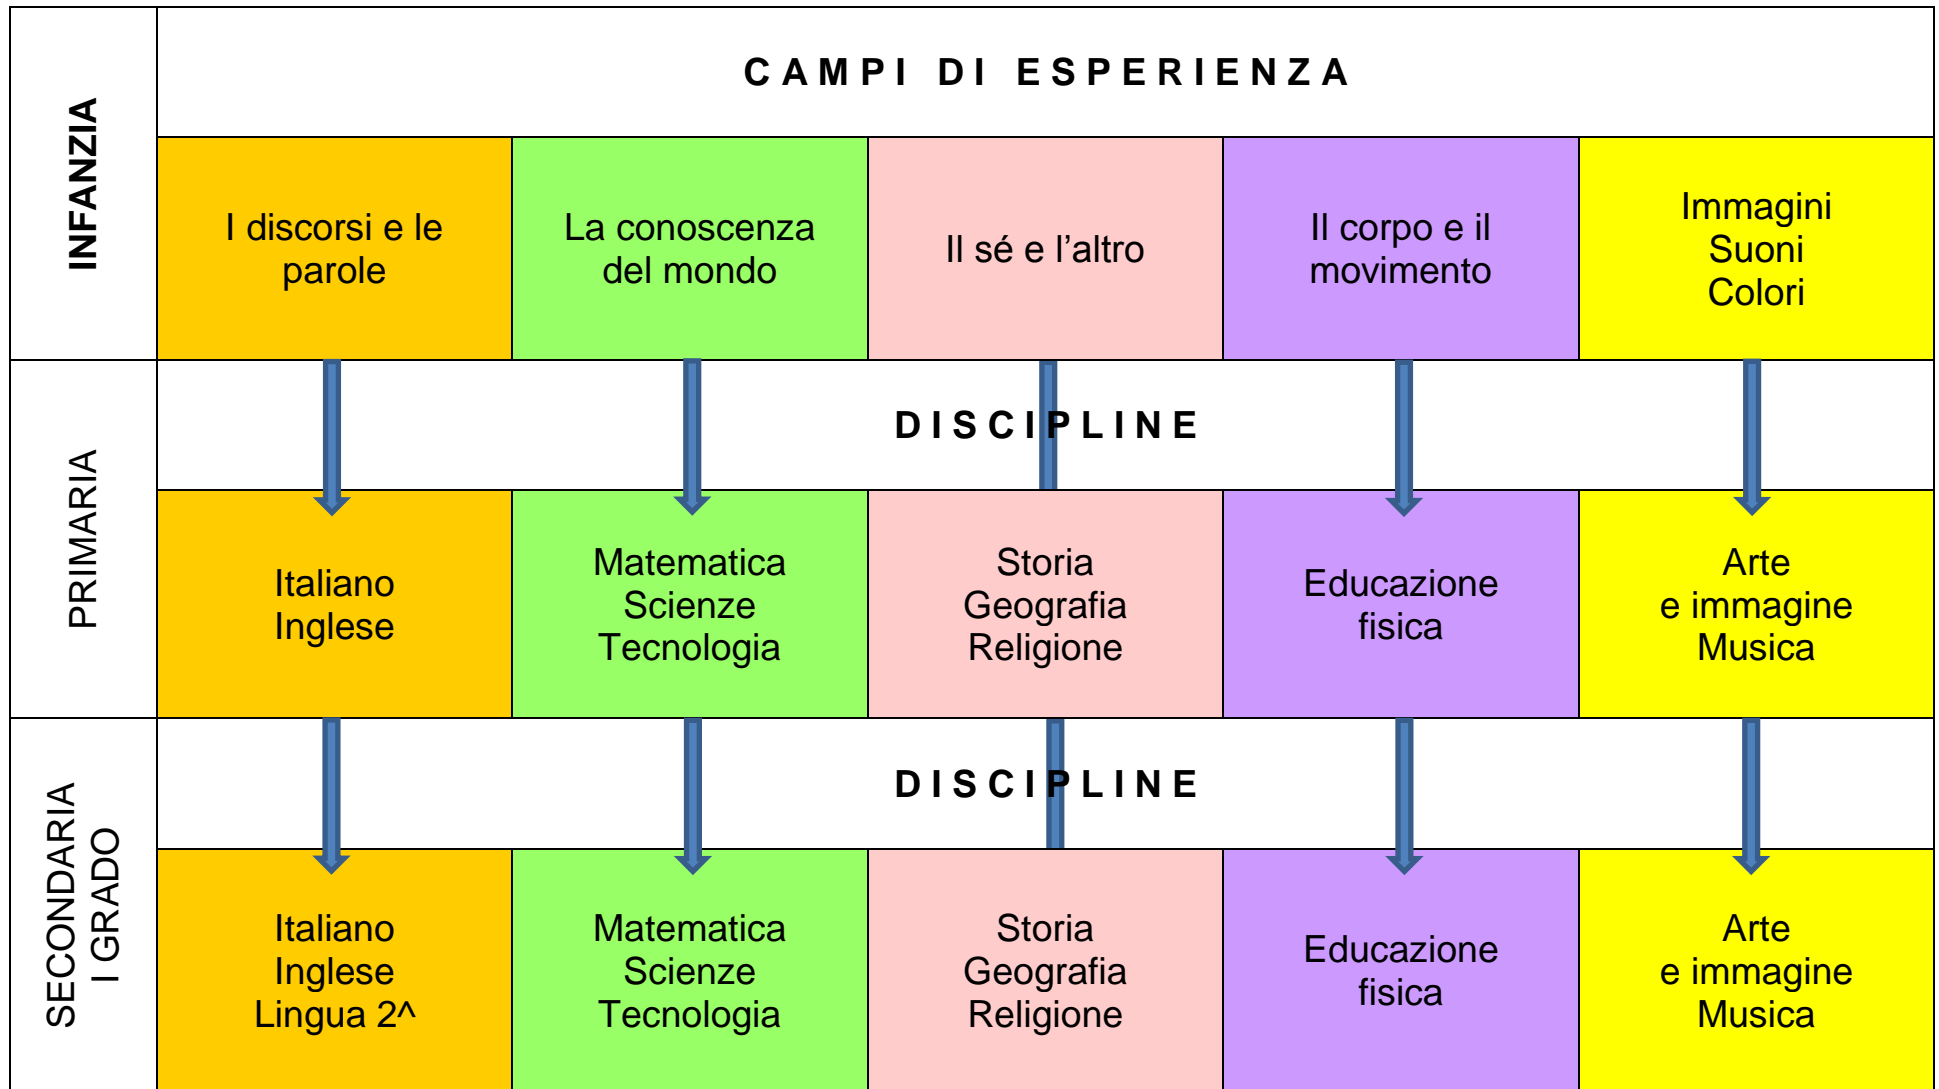 INFANZIA
CAMPI DI ESPERIENZA
I discorsi e le
parole
La conoscenza
del mondo
Il sé e l’altro
Il corpo e il
movimento
Immagini
Suoni
Colori
PRIMARIA
DISCIPLINE
Italiano
Inglese
Matematica
Scienze
Tecnologia
Storia
Geografia
Religione
Educazione
fisica
Arte
e immagine
Musica
SECONDARIA
I GRADO
DISCIPLINE
Italiano
Inglese
Lingua 2^
Matematica
Scienze
Tecnologia
Storia
Geografia
Religione
Educazione
fisica
Arte
e immagine
Musica